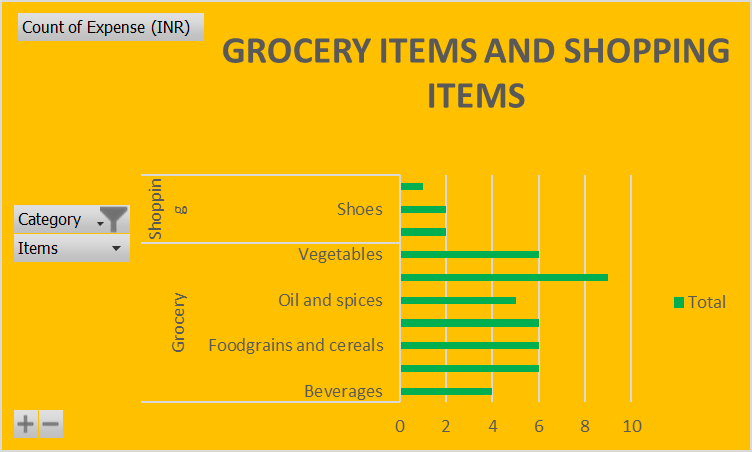 Count of Expense (INR)
GROCERY ITEMS AND SHOPPING
ITEMS
Category
Items
Shoppin
g
Shoes
Grocery
Vegetables
Oil and spices
Foodgrains and cereals
Beverages
Total
0 2 4 6 8 10